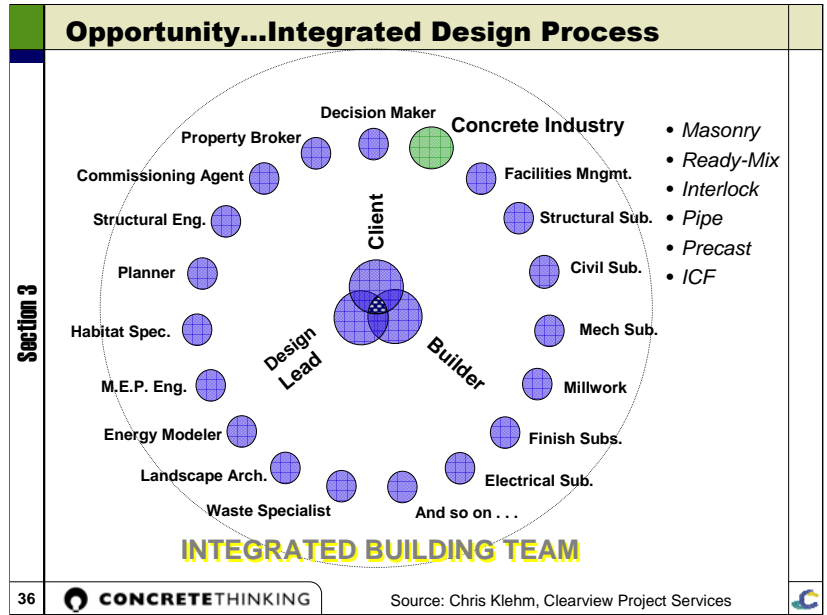 Opportunity...Integrated Design Process
Section 3
Decision Maker
Concrete Industry
Property Broker
Commissioning Agent
Facilities Mngmt.
Structural Eng.
Structural Sub.
Planner
Civil Sub.
Habitat Spec.
Mech Sub.
M.E.P. Eng.
Millwork
Energy Modeler
Finish Subs.
Landscape Arch.
Electrical Sub.
Waste Specialist
And so on . . .
Client
Design
Lead
Builder
• Masonry
• Ready-Mix
• Interlock
• Pipe
• Precast
• ICF
INTEGRATED BUILDING TEAM
36
CONCRETETHINKING
Source: Chris Klehm, Clearview Project Services